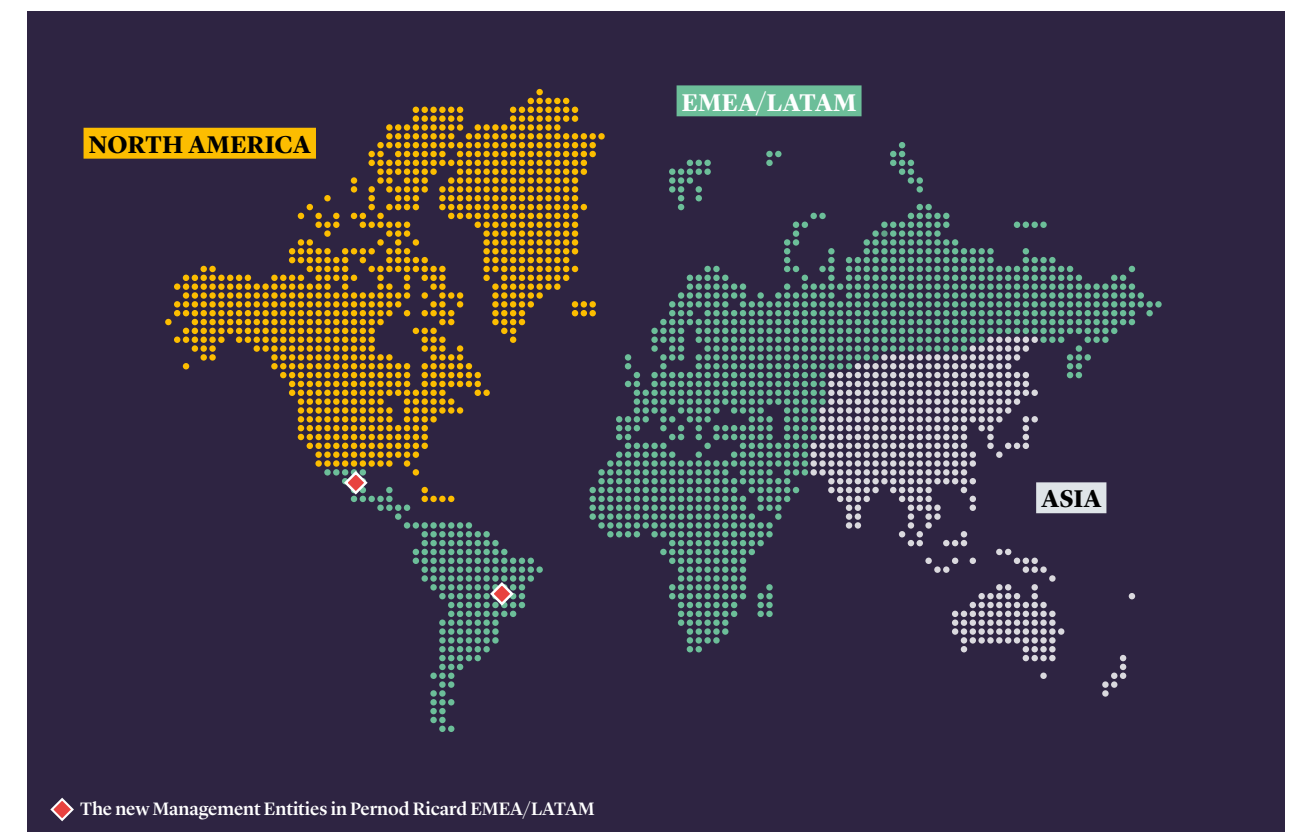 EMEA/LATAM
NORTH AMERICA
ASIA
The new Management Entities in Pernod Ricard EMEA/LATAM